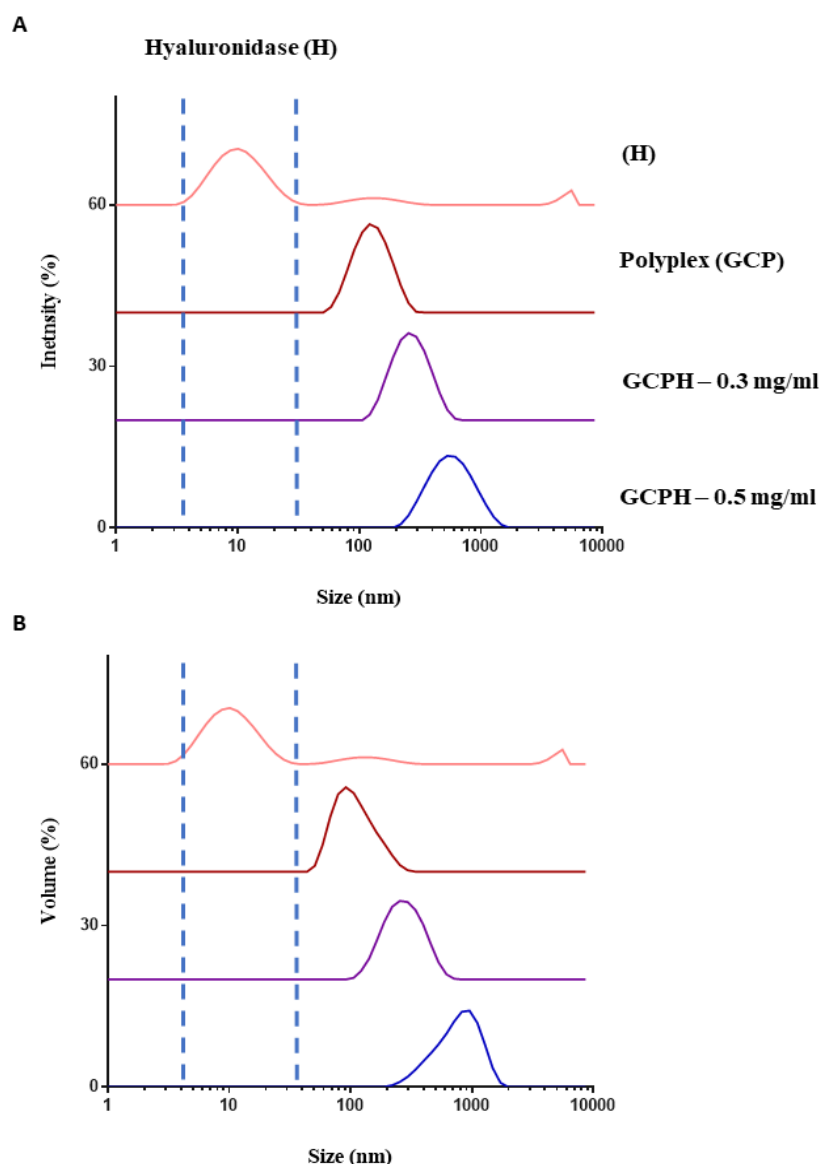 A
Hyaluronidase (H)
(H)
60
Polyplex (GCP)
Inetnsity (%)
30
GCPH – 0.3 mg/ml
GCPH – 0.5 mg/ml
0
1 10 100 1000 10000
Size (nm)
B
60
Volume (%)
30
0
1 10 100 1000 10000
Size (nm)